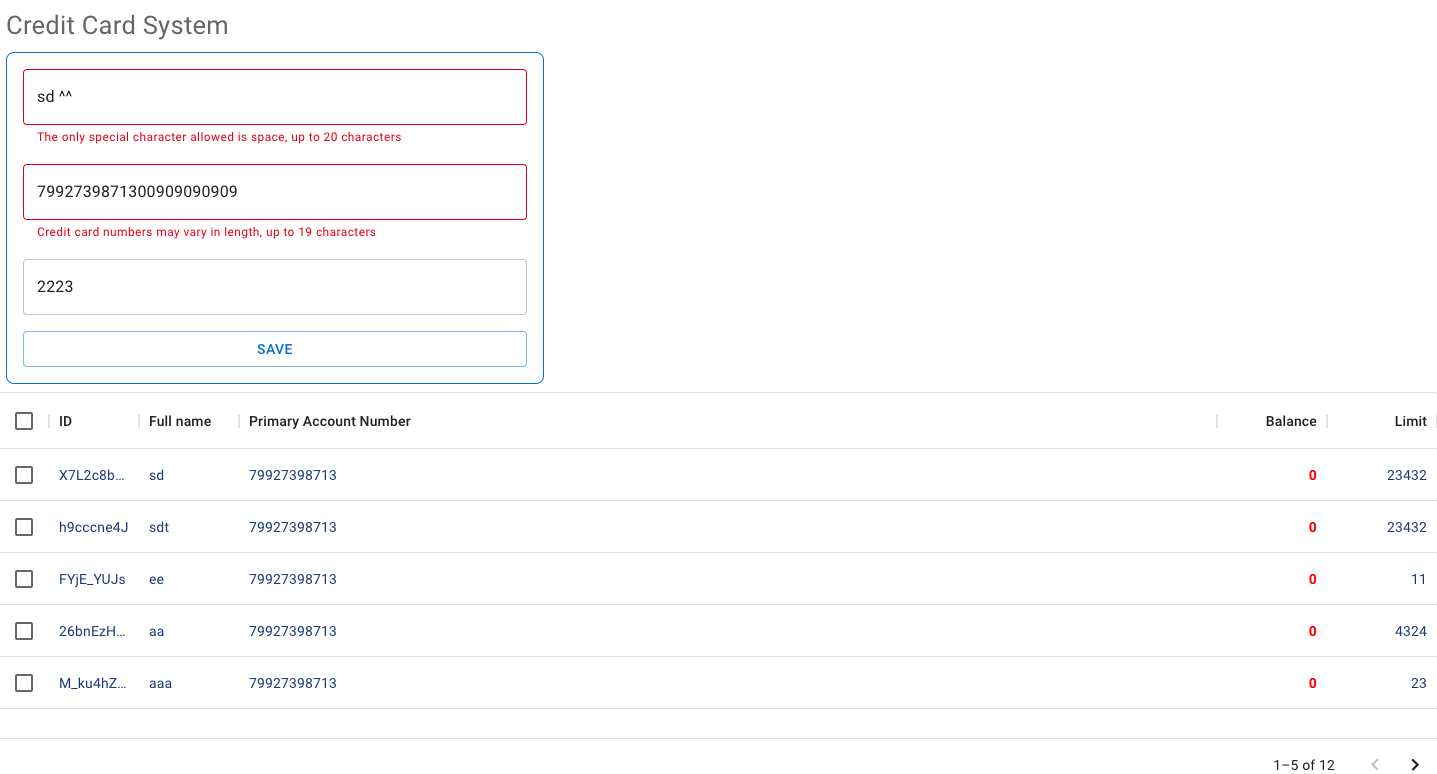 Credit Card System
sd ^^
The only special character allowed is space, up to 20 characters
7992739871300909090909
Credit card numbers may vary in length, up to 19 characters
2223
SAVE
ID Full name Primary Account Number Balance Limit
X7L2c8b... sd 79927398713 0 23432
h9cccne4J sdt 79927398713 0 23432
FYjE_YUJs ee 79927398713 0 11
26bnEzH... aa 79927398713 0 4324
M_ku4hZ... aaa 79927398713 0 23
1–5 of 12